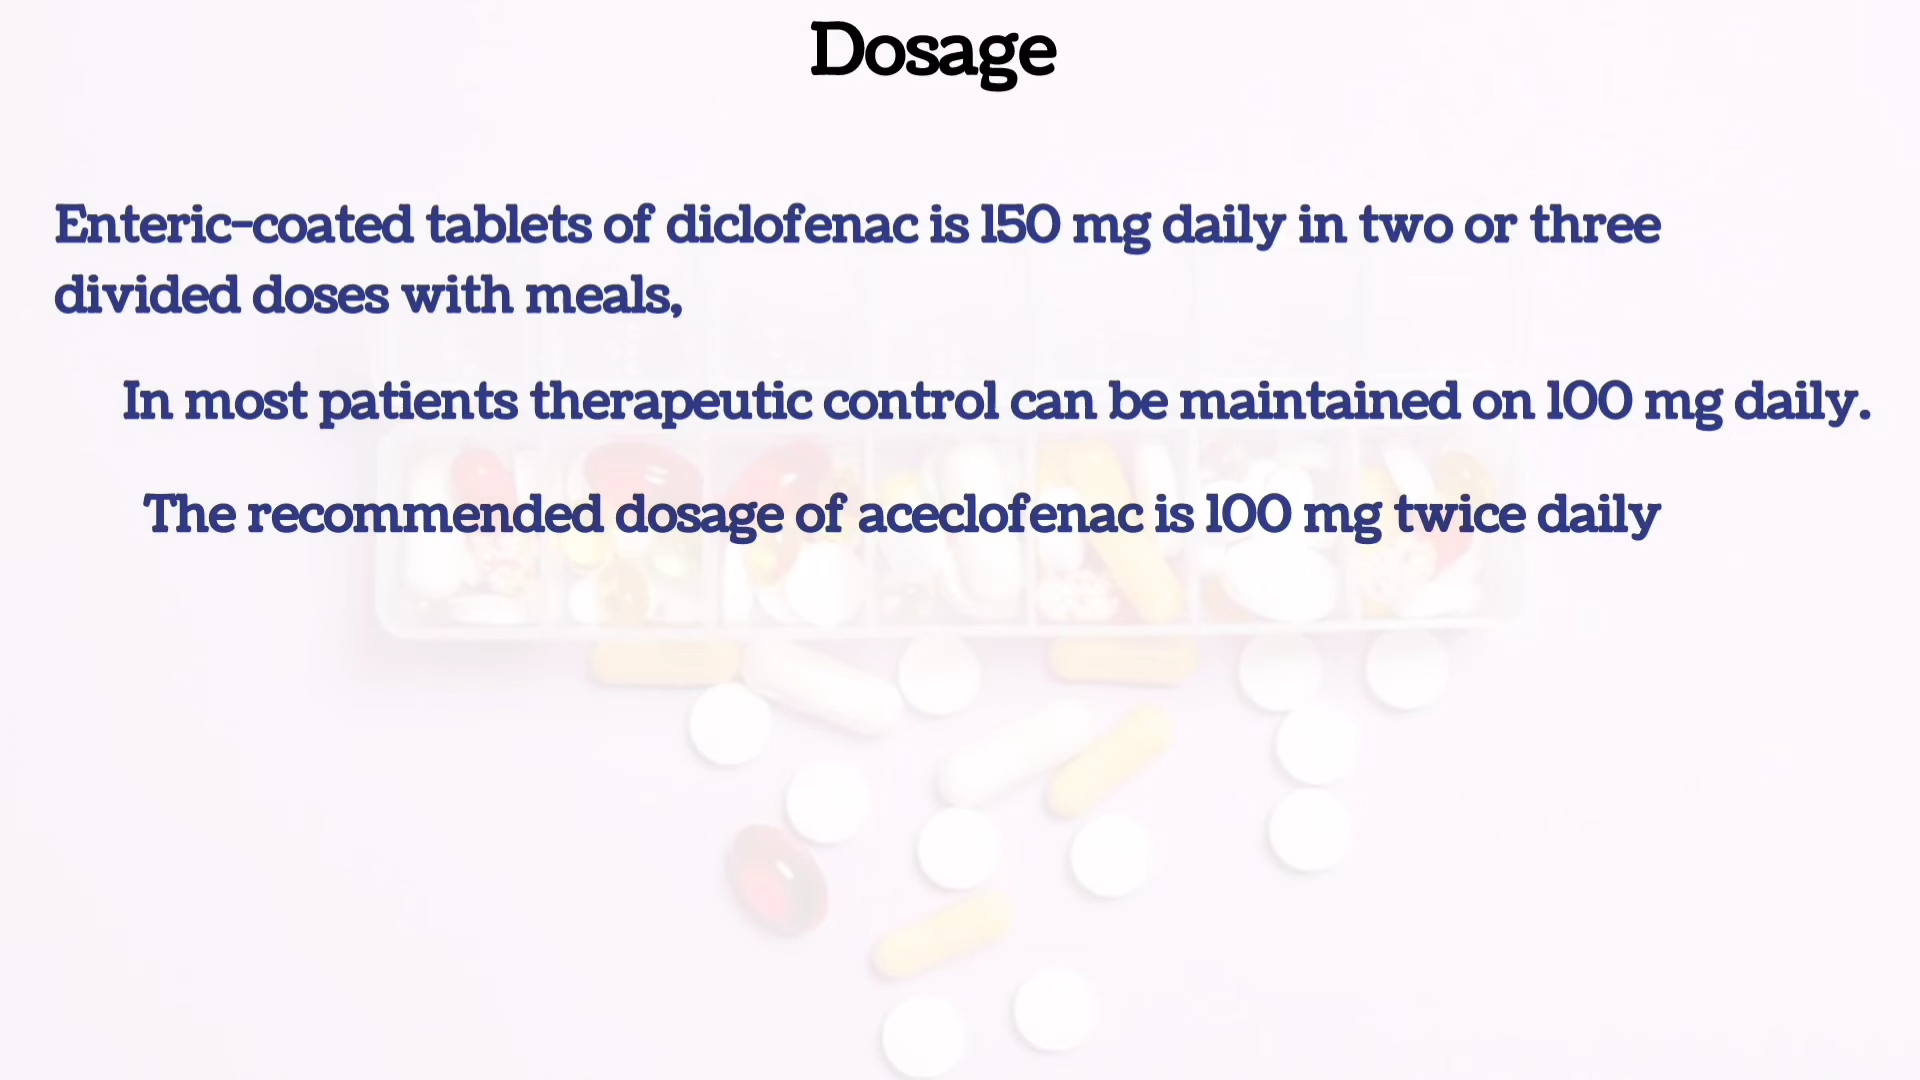 Dosage
Enteric-coated tablets of diclofenac is 150 mg daily in two or three
divided doses with meals,
In most patients therapeutic control can be maintained on 100 mg daily.
The recommended dosage of aceclofenac is 100 mg twice daily